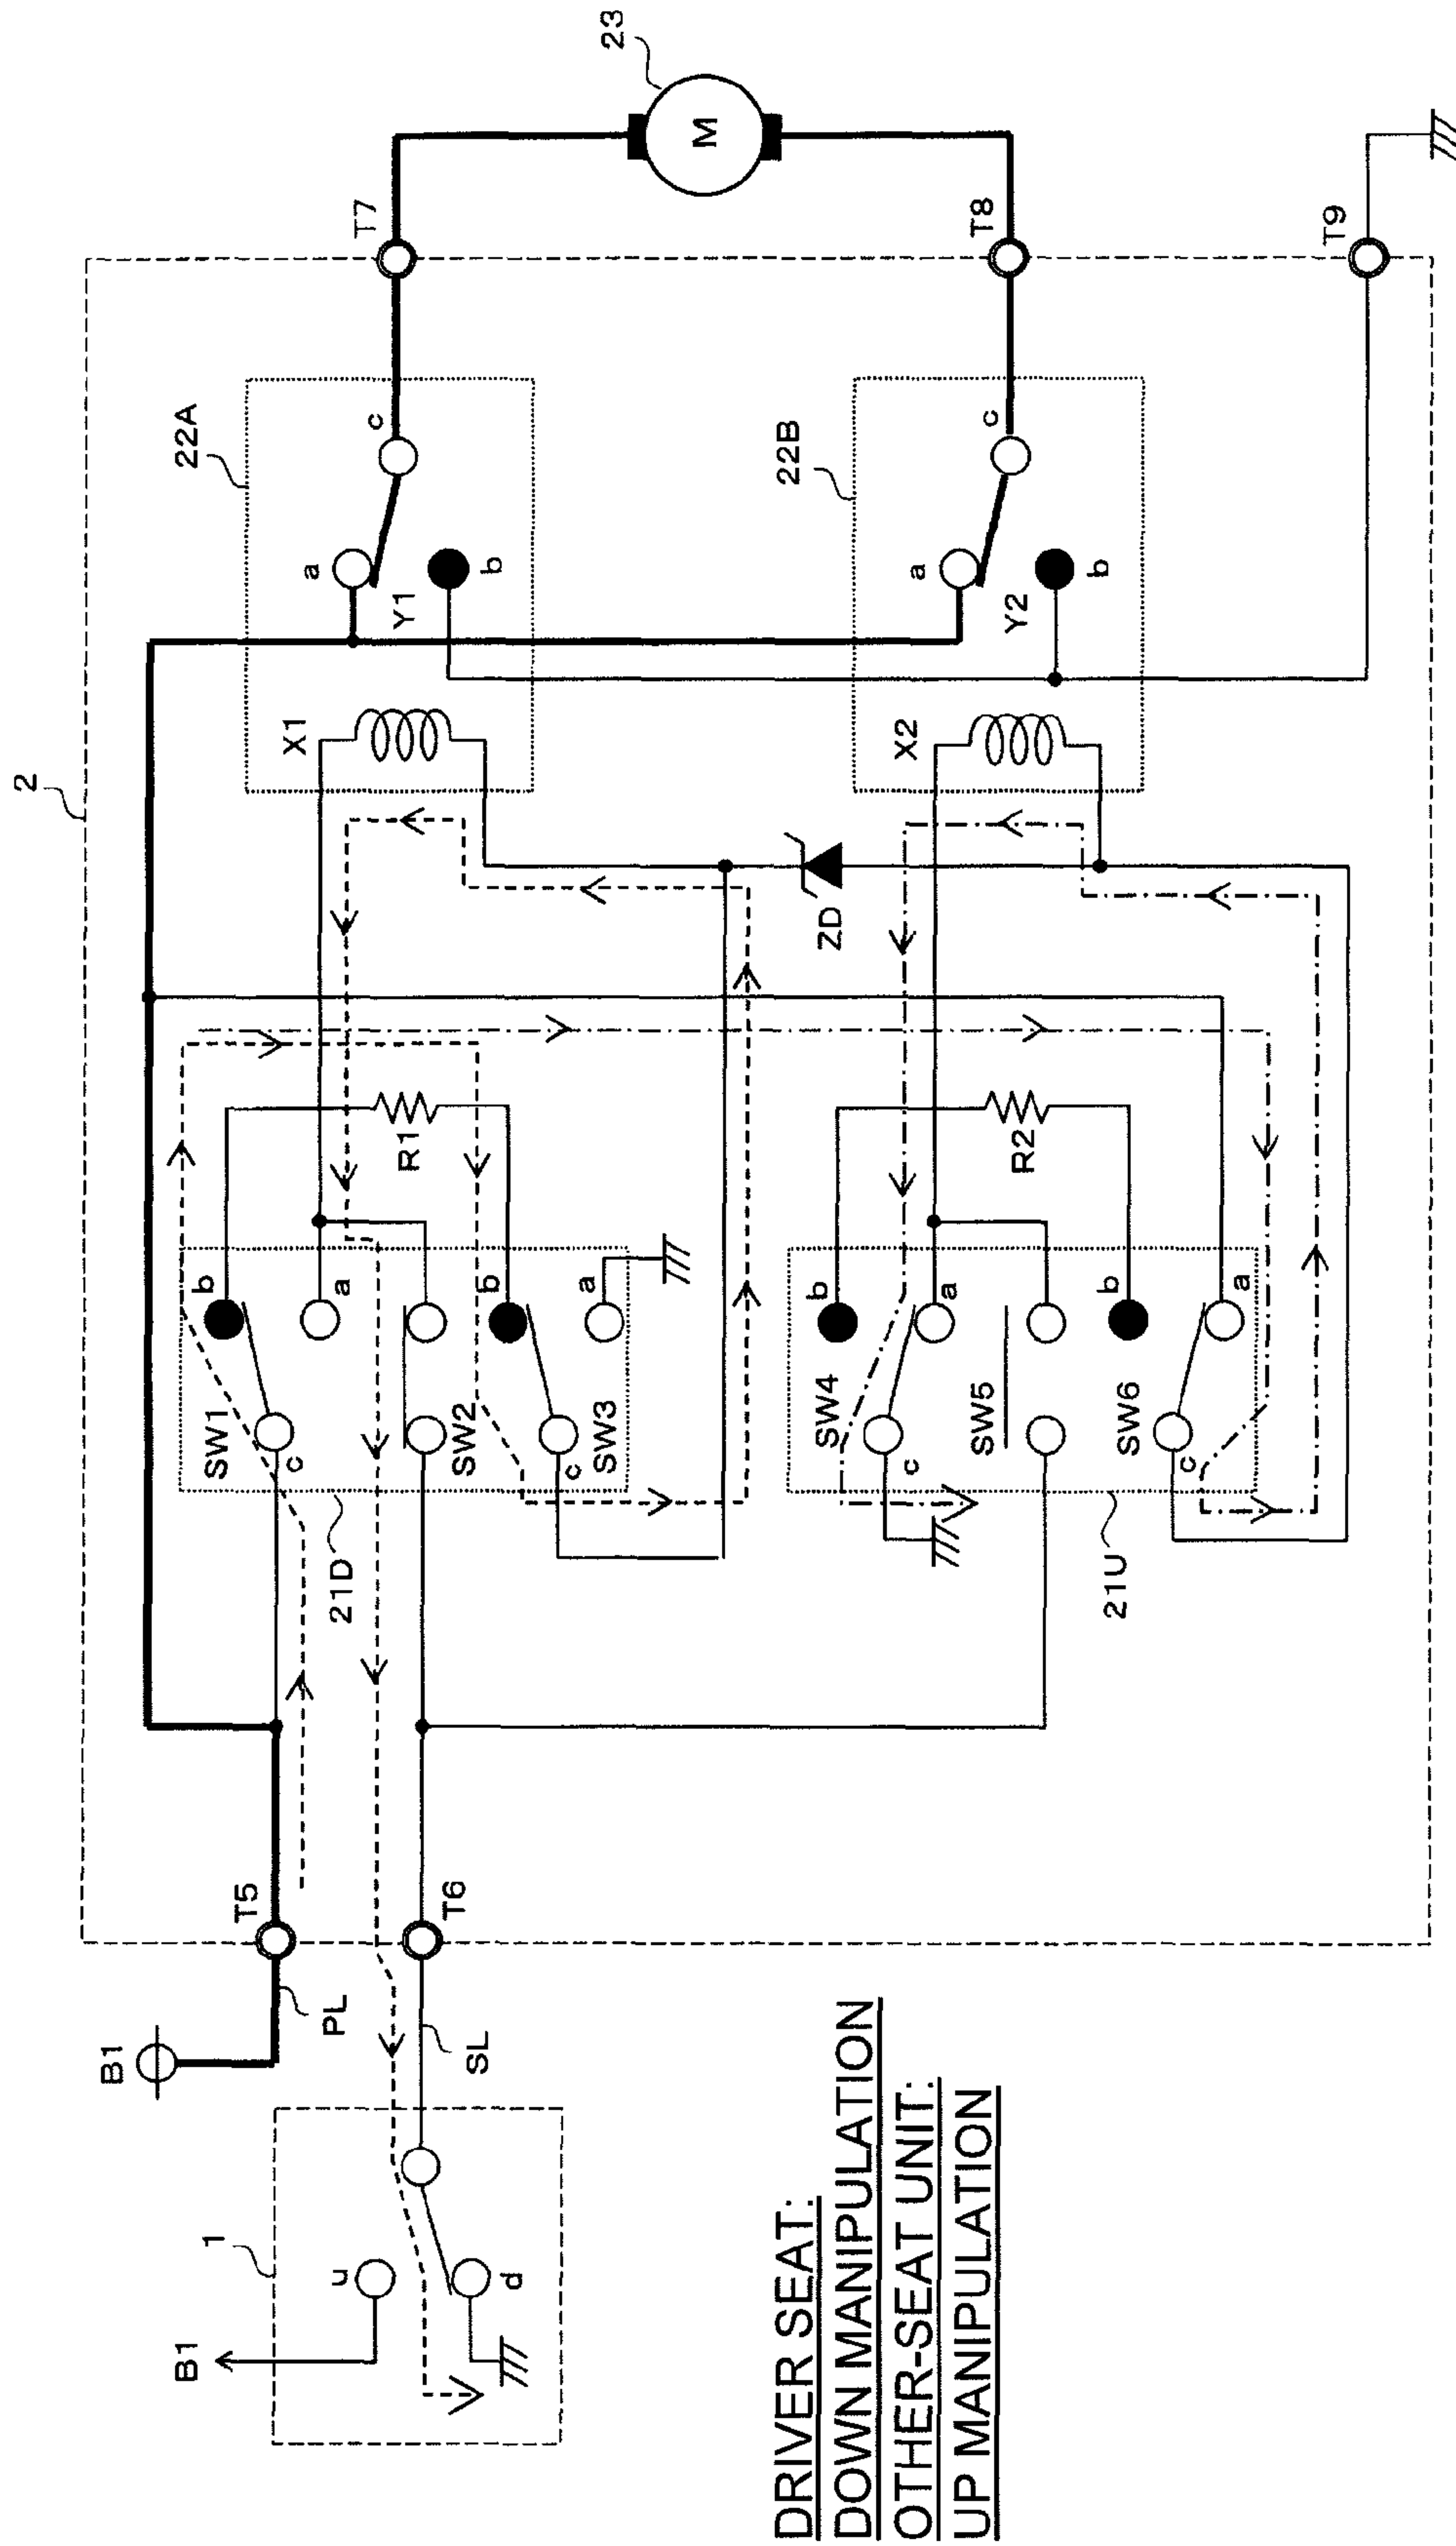 2
22A
22B
23
M
T7
T8
T9
a
c
Y1
b
X1
a
c
Y2
b
X2
ZD
R1
R2
b
a
b
a
SW1
c
SW2
SW3
c
21D
b
a
b
a
SW4
c
SW5
SW6
c
21U
T5
T6
B1
PL
SL
1
B1
u
d
DRIVER SEAT:
DOWN MANIPULATION
OTHER-SEAT UNIT:
UP MANIPULATION